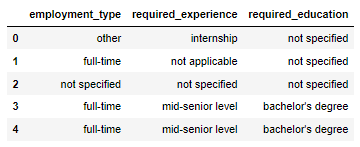 employment_type required_experience required_education
0 other internship not specified
1 full-time not applicable not specified
2 not specified not specified not specified
3 full-time mid-senior level bachelor's degree
4 full-time mid-senior level bachelor's degree